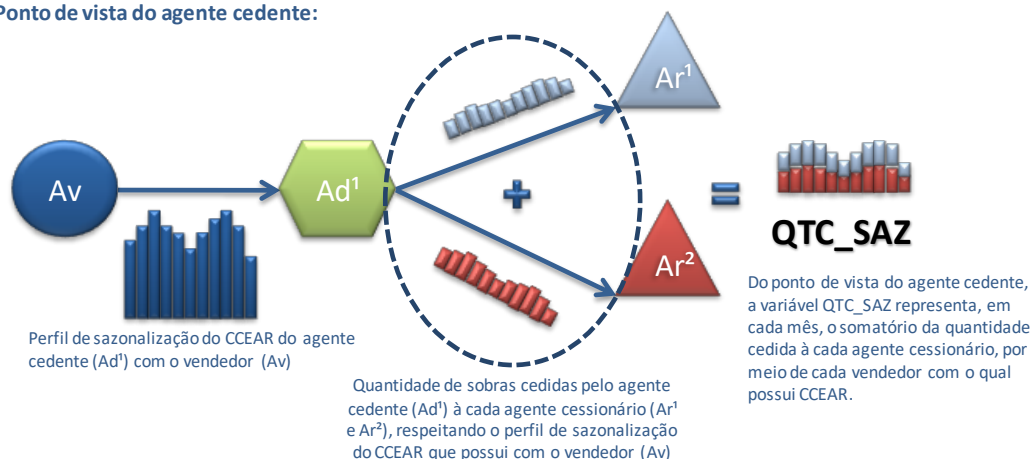 Ponto de vista do agente cedente:
Ar¹
Av
Ad¹
Ar²
QTC_SAZ
Perfil de sazonalização do CCEAR do agente
cedente (Ad¹) com o vendedor (Av)
Quantidade de sobras cedidas pelo agente
cedente (Ad¹) à cada agente cessionário (Ar¹
e Ar²), respeitando o perfil de sazonalização
do CCEAR que possui com o vendedor (Av)
Do ponto de vista do agente cedente,
a variável QTC_SAZ representa, em
cada mês, o somatório da quantidade
cedida à cada agente cessionário, por
meio de cada vendedor com o qual
possui CCEAR.